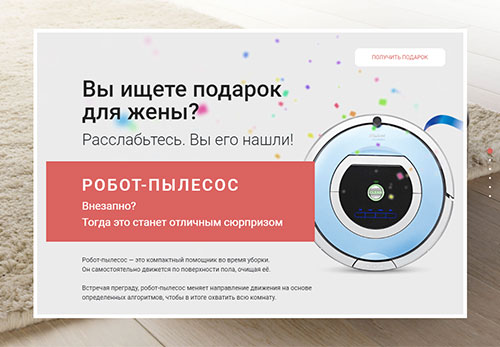 ПОЛУЧИТЬ ПОДАРОК
Вы ищете подарок
для жены?
Расслабьтесь. Вы его нашли!
РОБОТ-ПЫЛЕСОС
Внезапно?
Тогда это станет отличным сюрпризом
Робот-пылесос — это компактный помощник во время уборки.
Он самостоятельно движется по поверхности пола, очищая её.
Встречая преграду, робот-пылесос меняет направление движения на основе
определенных алгоритмов, чтобы в итоге охватить всю комнату.